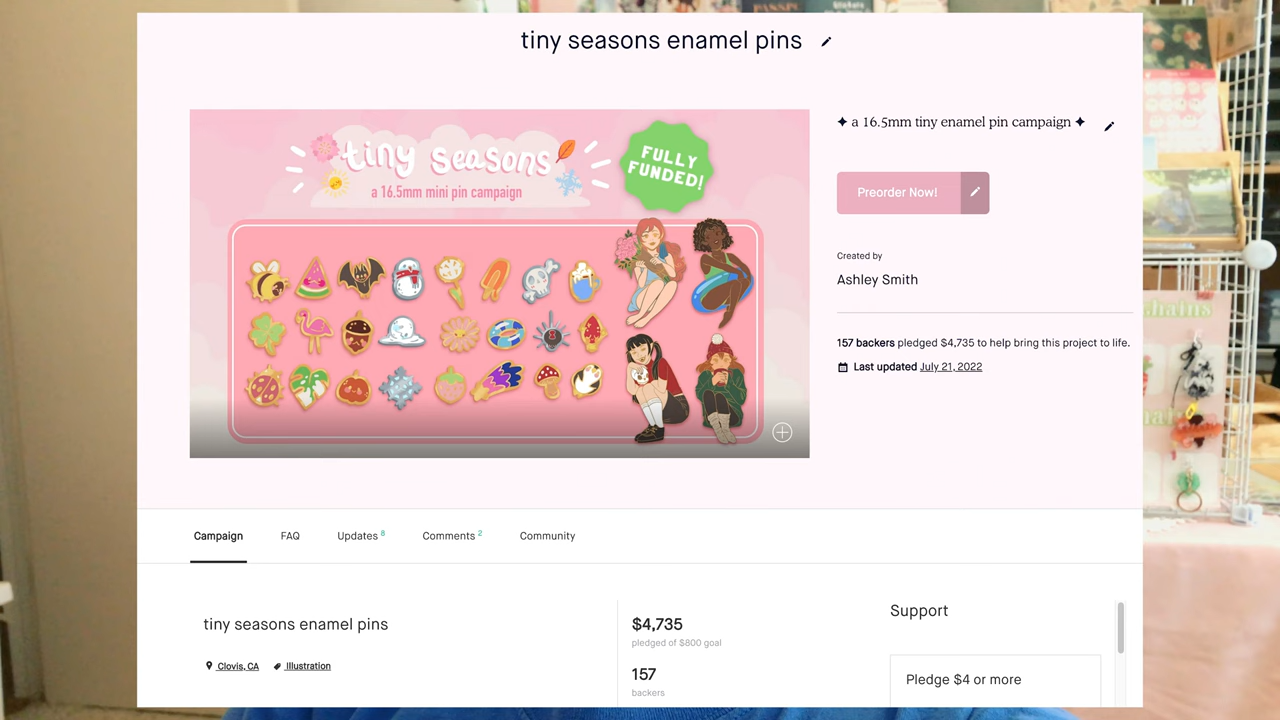 tiny seasons enamel pins
tiny seasons
a 16.5mm mini pin campaign
FULLY
FUNDED!
✦ a 16.5mm tiny enamel pin campaign ✦
Preorder Now!
Created by
Ashley Smith
157 backers pledged $4,735 to help bring this project to life.
Last updated July 21, 2022
Campaign
FAQ
Updates 8
Comments 2
Community
tiny seasons enamel pins
Clovis, CA
Illustration
$4,735
pledged of $800 goal
157
backers
Support
Pledge $4 or more